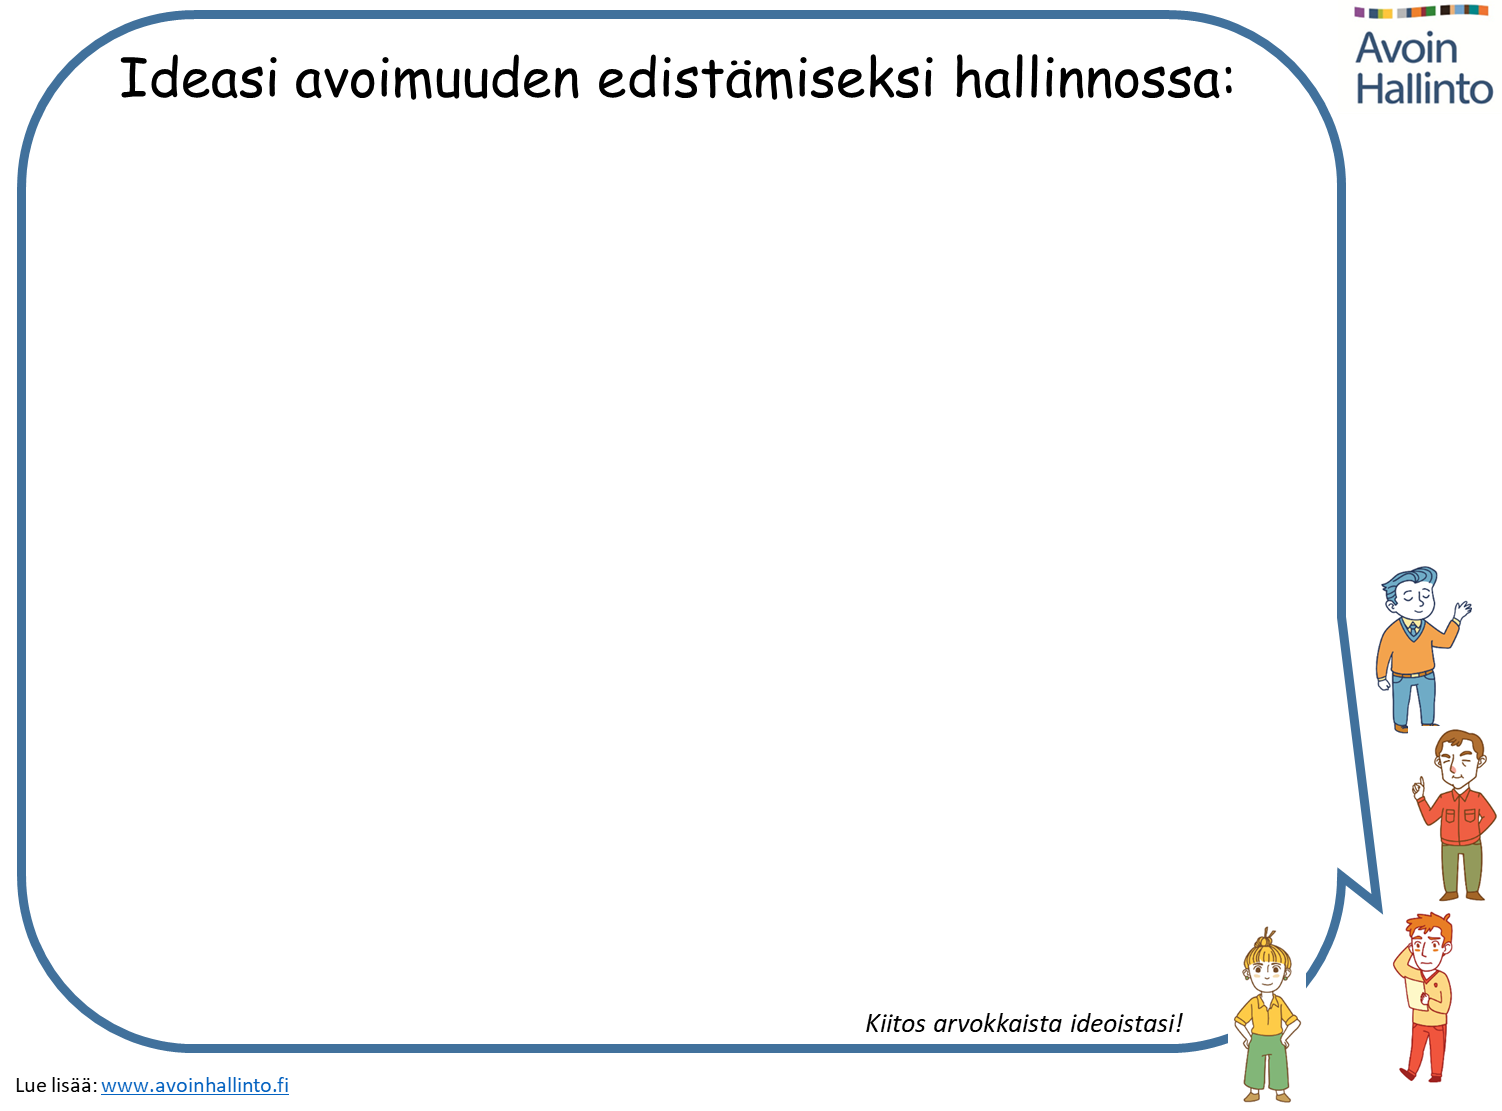 Ideasi avoimuuden edistämiseksi hallinnossa:
Avoin
Hallinto
Kiitos arvokkaista ideoistasi!
Lue lisää: www.avoinhallinto.fi